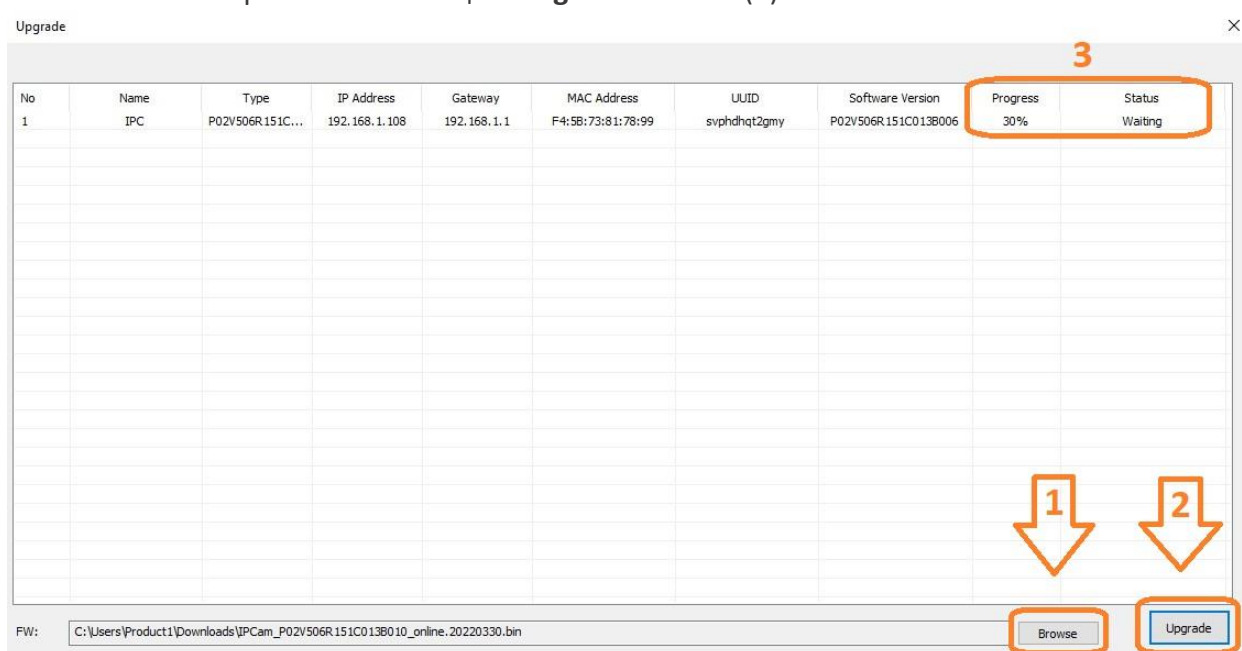 Upgrade
3
No Name Type IP Address Gateway MAC Address UUID Software Version Progress Status
1 IPC P02V506R151C... 192.168.1.108 192.168.1.1 F4:5B:73:81:78:99 svphdhqt2gmy P02V506R151C013B006 30% Waiting
1 2
FW: C:\Users\Product1\Downloads\IPCam_P02V506R151C013B010_online.20220330.bin Browse Upgrade